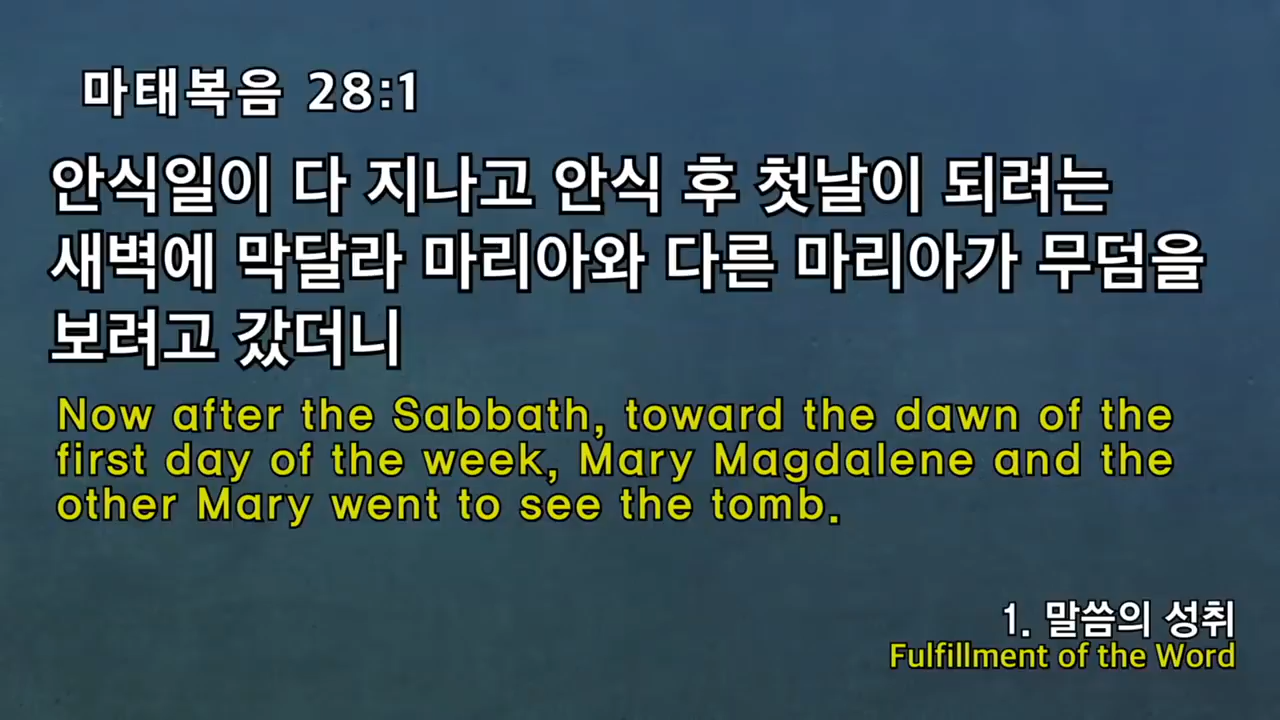 마태복음 28:1
안식일이 다 지나고 안식 후 첫날이 되려는
새벽에 막달라 마리아와 다른 마리아가 무덤을
보려고 갔더니
Now after the Sabbath, toward the dawn of the
first day of the week, Mary Magdalene and the
other Mary went to see the tomb.
1. 말씀의 성취
Fulfillment of the Word